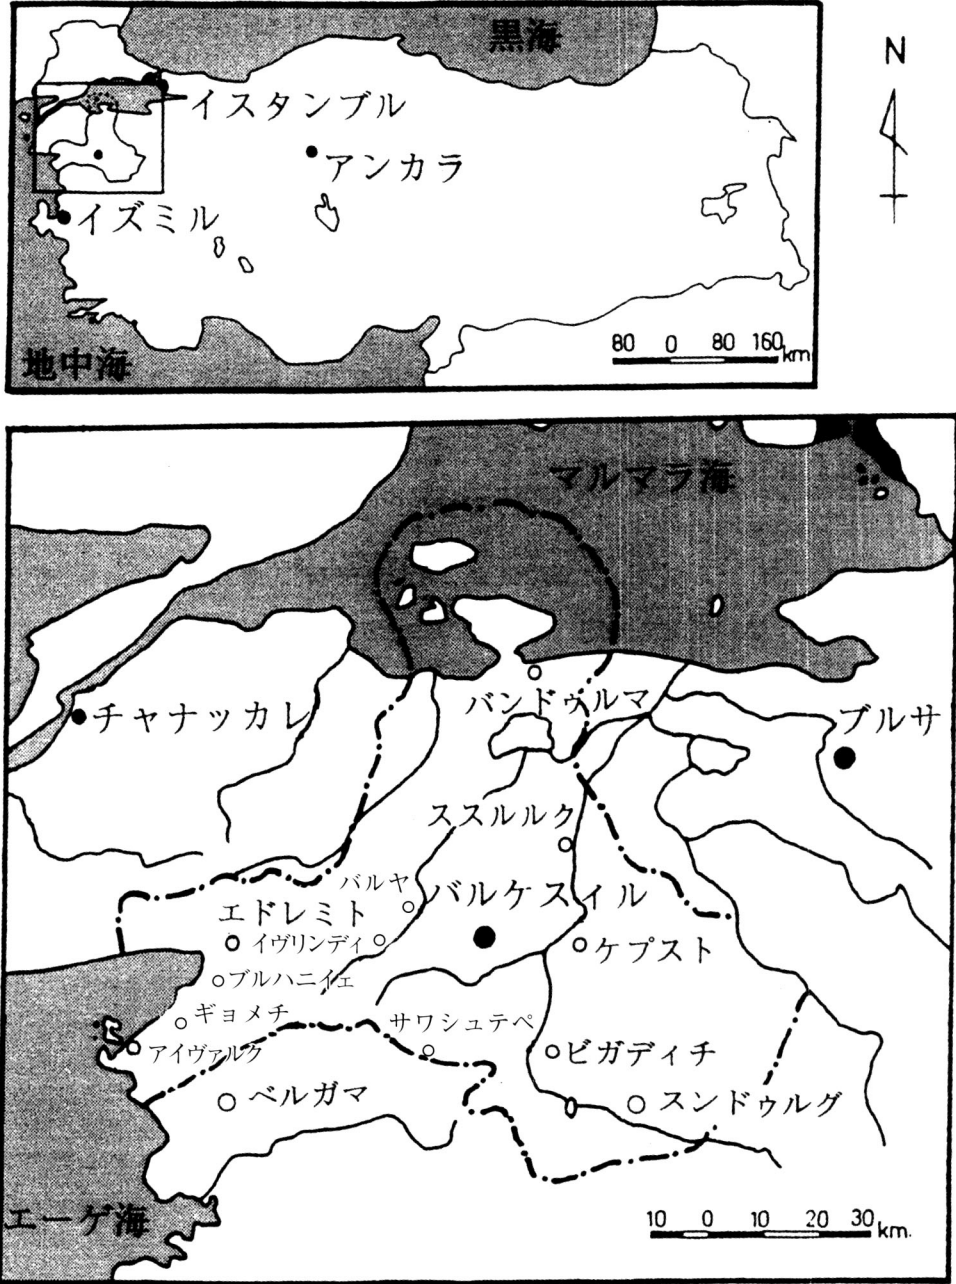 黒海
N
イスタンブル
アンカラ
イズミル
地中海
80 0 80 160 km
マルマラ海
バンドゥルマ
チャナッカレ
ブルサ
ススルルク
バルヤ
バルケスィル
エドレミト
イヴリンディ
ケプスト
ブルハニイェ
ギョメチ
サワシュテペ
アイヴァルク
ビガディチ
ベルガマ
スンドゥルグ
エーゲ海
10 0 10 20 30 km.